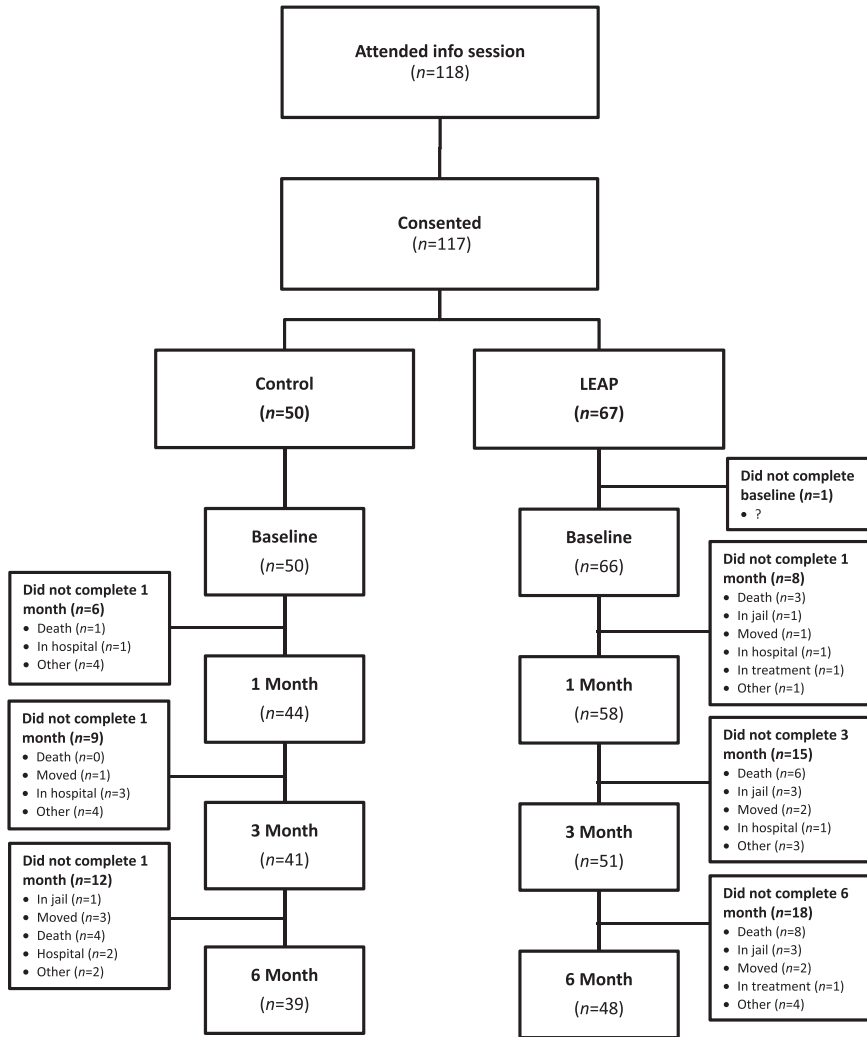 Attended info session
(n=118)
Consented
(n=117)
Control
(n=50)
LEAP
(n=67)
Did not complete
baseline (n=1)
• ?
Baseline
(n=50)
Baseline
(n=66)
Did not complete 1
month (n=6)
• Death (n=1)
• In hospital (n=1)
• Other (n=4)
Did not complete 1
month (n=8)
• Death (n=3)
• In jail (n=1)
• Moved (n=1)
• In hospital (n=1)
• In treatment (n=1)
• Other (n=1)
1 Month
(n=44)
1 Month
(n=58)
Did not complete 1
month (n=9)
• Death (n=0)
• Moved (n=1)
• In hospital (n=3)
• Other (n=4)
Did not complete 3
month (n=15)
• Death (n=6)
• In jail (n=3)
• Moved (n=2)
• In hospital (n=1)
• Other (n=3)
3 Month
(n=41)
3 Month
(n=51)
Did not complete 1
month (n=12)
• In jail (n=1)
• Moved (n=3)
• Death (n=4)
• Hospital (n=2)
• Other (n=2)
Did not complete 6
month (n=18)
• Death (n=8)
• In jail (n=3)
• Moved (n=2)
• In treatment (n=1)
• Other (n=4)
6 Month
(n=39)
6 Month
(n=48)